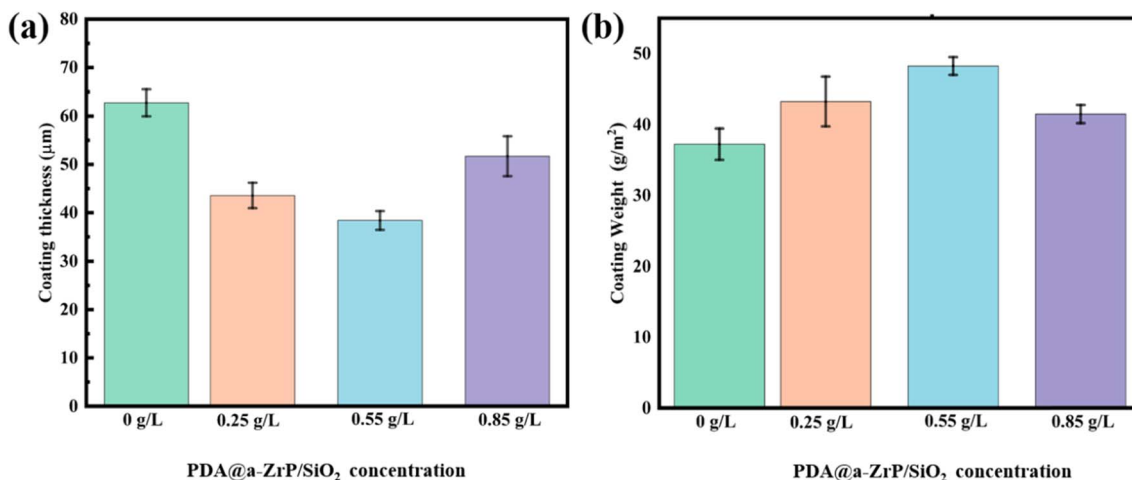 (a)
Coating thickness (μm)
80
70
60
50
40
30
20
10
0
0 g/L 0.25 g/L 0.55 g/L 0.85 g/L
PDA@a-ZrP/SiO₂ concentration
(b)
Coating Weight (g/m²)
50
40
30
20
10
0
0 g/L 0.25 g/L 0.55 g/L 0.85 g/L
PDA@a-ZrP/SiO₂ concentration